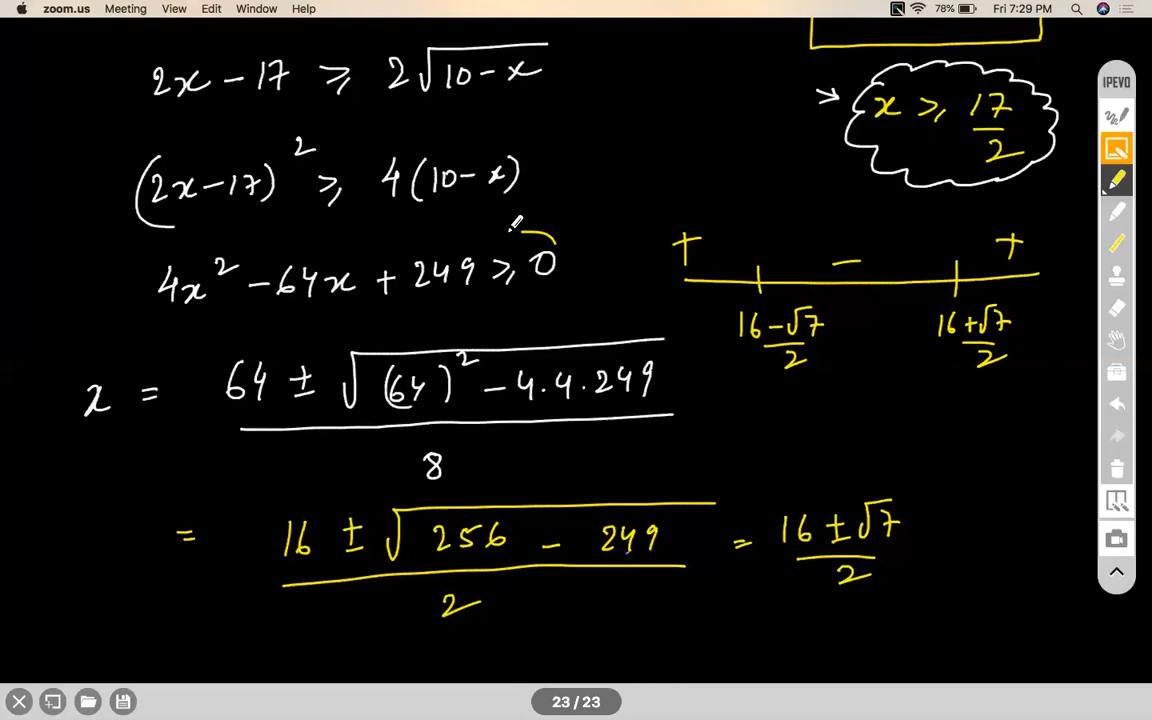 zoom.us Meeting View Edit Window Help 78% Fri 7:29 PM
2x - 17 ⩾ 2√(10 - x)
x ⩾ 17/2
(2x - 17)² ⩾ 4(10 - x)
4x² - 64x + 249 ⩾ 0
+ - +
(16 - √7)/2 (16 + √7)/2
x = (64 ± √((64)² - 4.4.249))/8
= (16 ± √(256 - 249))/2 = (16 ± √7)/2
IPEVO
23 / 23